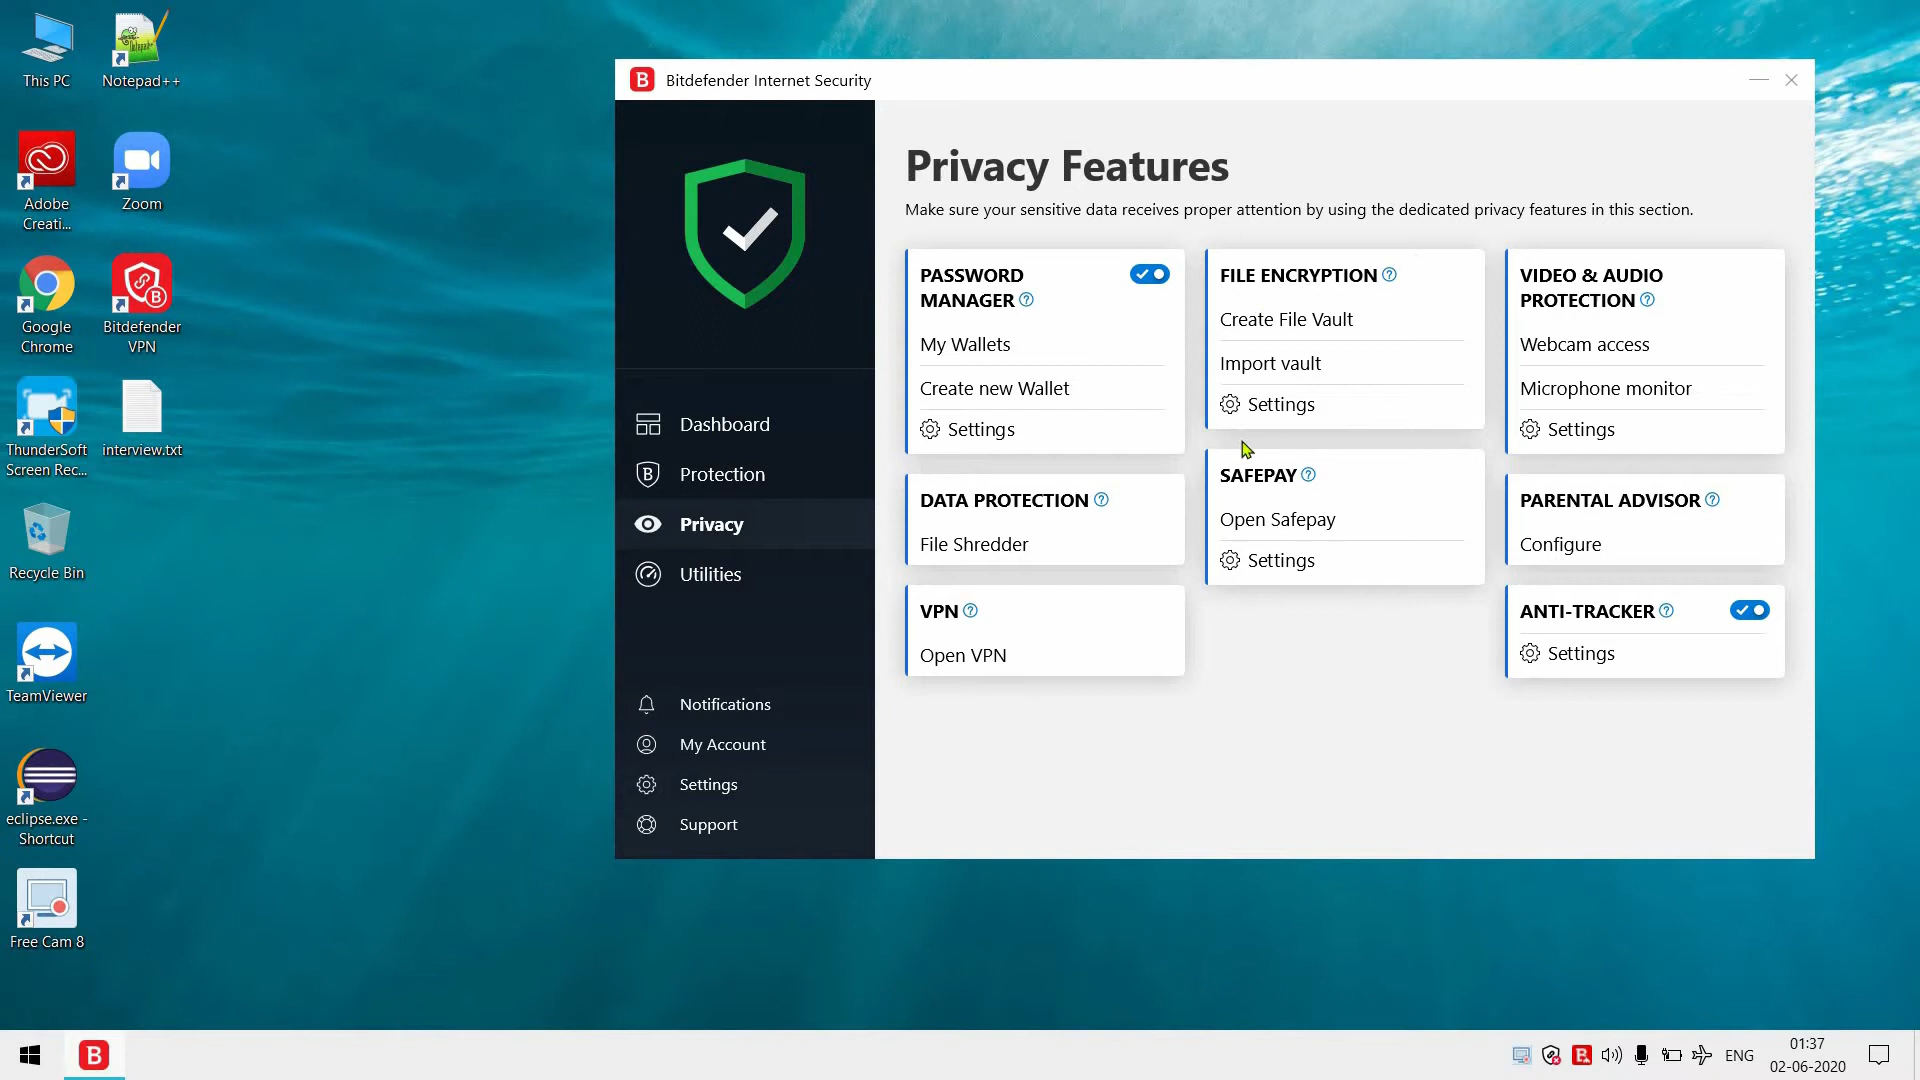 This PC
Notepad++
Adobe
Creati...
Zoom
Google
Chrome
Bitdefender
VPN
ThunderSoft
Screen Rec...
interview.txt
Recycle Bin
TeamViewer
eclipse.exe -
Shortcut
Free Cam 8
B Bitdefender Internet Security
Dashboard
Protection
Privacy
Utilities
Notifications
My Account
Settings
Support
Privacy Features
Make sure your sensitive data receives proper attention by using the dedicated privacy features in this section.
PASSWORD
MANAGER
My Wallets
Create new Wallet
Settings
DATA PROTECTION
File Shredder
VPN
Open VPN
FILE ENCRYPTION
Create File Vault
Import vault
Settings
SAFEPAY
Open Safepay
Settings
VIDEO & AUDIO
PROTECTION
Webcam access
Microphone monitor
Settings
PARENTAL ADVISOR
Configure
ANTI-TRACKER
Settings
B
ENG
01:37
02-06-2020